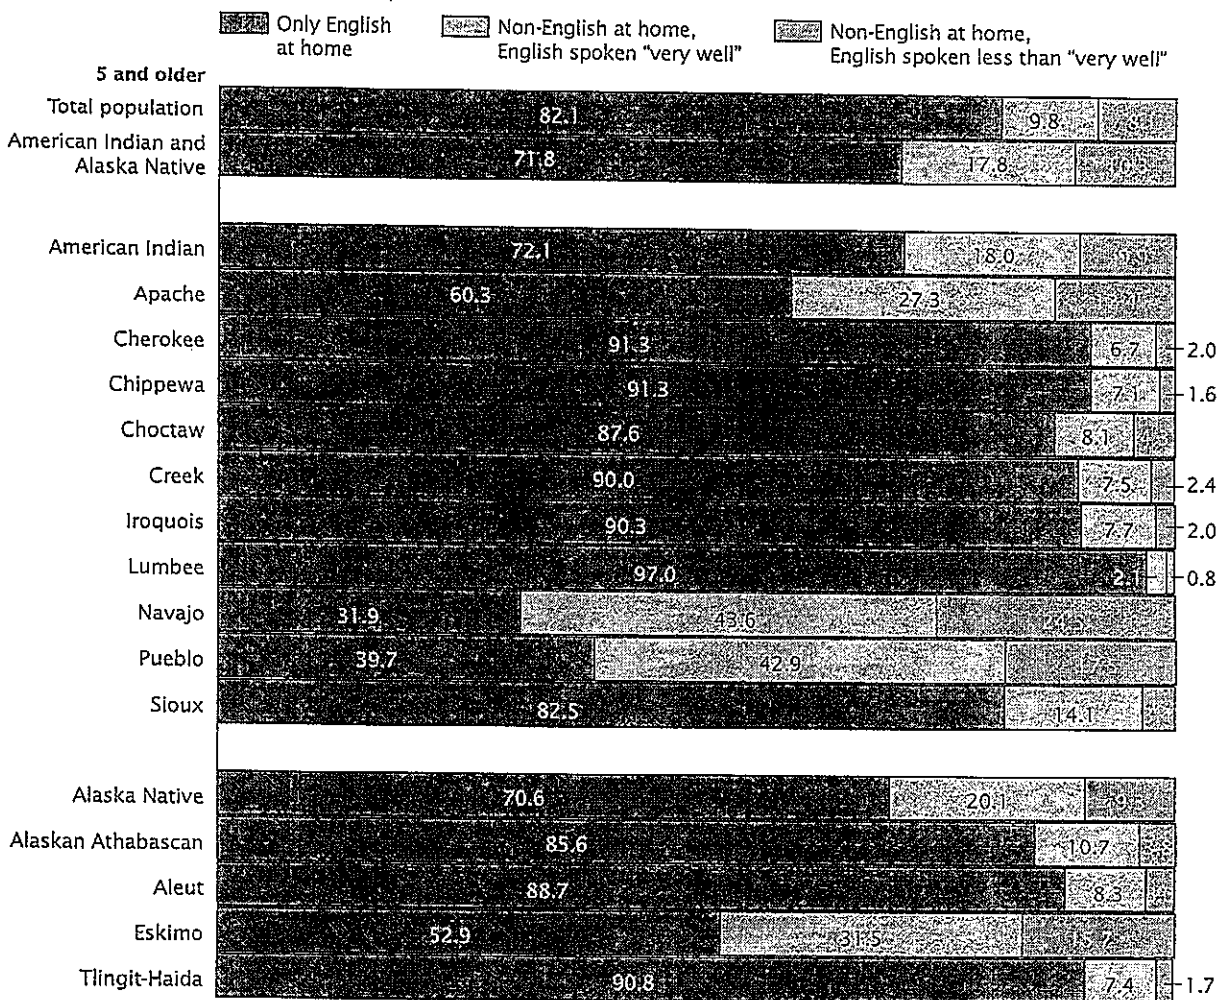 Only English
at home
Non-English at home,
English spoken "very well"
Non-English at home,
English spoken less than "very well"
5 and older
Total population 82.1 9.8
American Indian and
Alaska Native 71.8 17.8
American Indian 72.1 18.0
Apache 60.3 27.3
Cherokee 91.3 6.7 2.0
Chippewa 91.3 7.1 1.6
Choctaw 87.6 8.1
Creek 90.0 7.5 2.4
Iroquois 90.3 7.7 2.0
Lumbee 97.0 2.1 0.8
Navajo 31.9 43.6
Pueblo 39.7 42.9
Sioux 82.5 14.1
Alaska Native 70.6 20.1
Alaskan Athabascan 85.6 10.7
Aleut 88.7 8.3
Eskimo 52.9 31.5
Tlingit-Haida 90.8 7.4 1.7